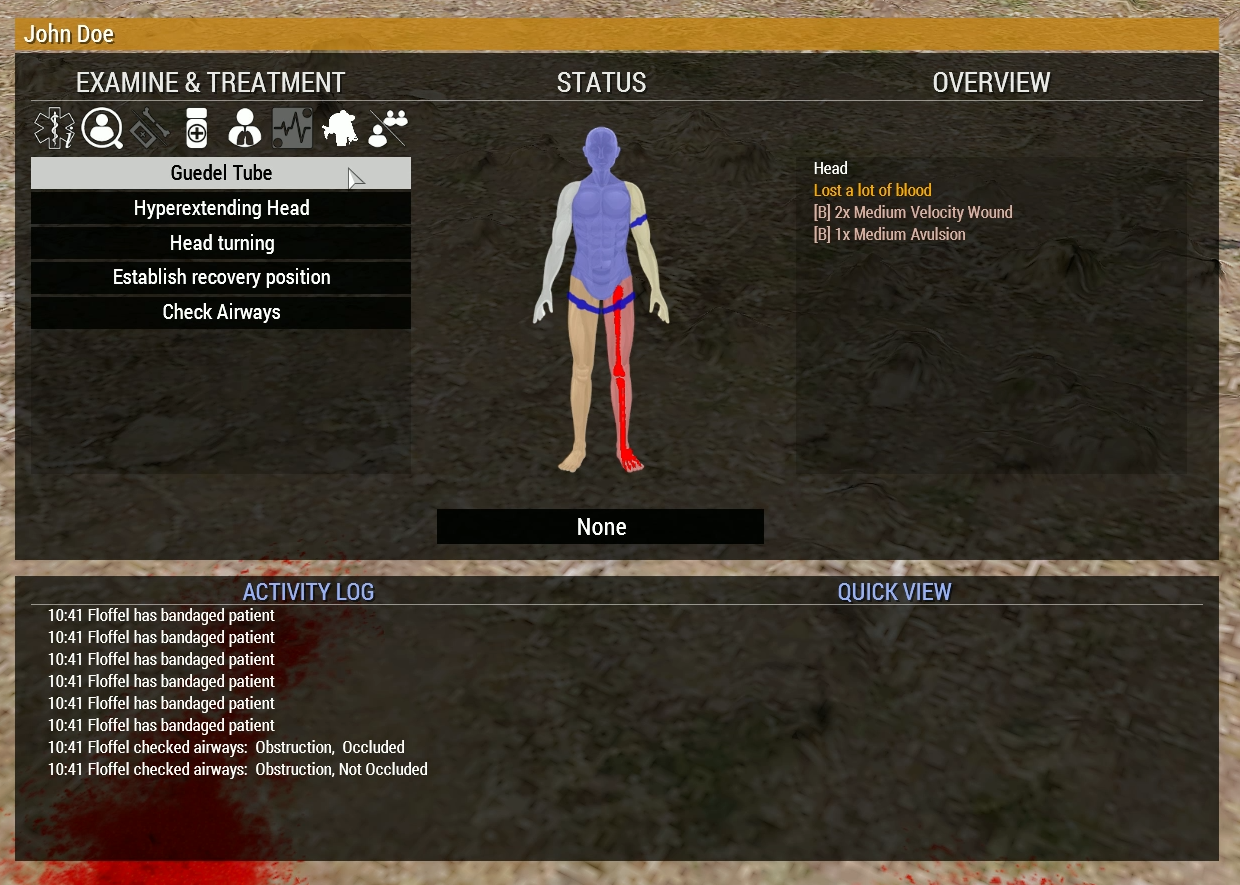 John Doe
EXAMINE & TREATMENT
STATUS
OVERVIEW
Guedel Tube
Hyperextending Head
Head turning
Establish recovery position
Check Airways
Head
Lost a lot of blood
[B] 2x Medium Velocity Wound
[B] 1x Medium Avulsion
None
ACTIVITY LOG
10:41 Floffel has bandaged patient
10:41 Floffel has bandaged patient
10:41 Floffel has bandaged patient
10:41 Floffel has bandaged patient
10:41 Floffel has bandaged patient
10:41 Floffel has bandaged patient
10:41 Floffel checked airways:  Obstruction,  Occluded
10:41 Floffel checked airways:  Obstruction, Not Occluded
QUICK VIEW